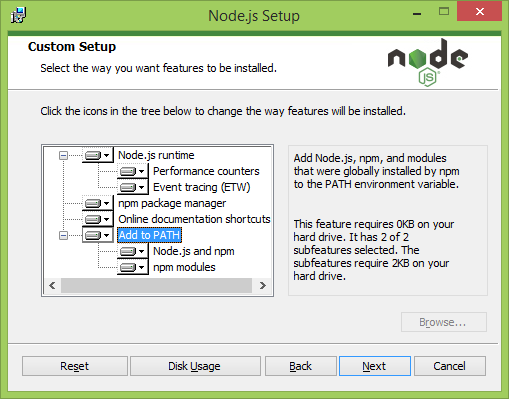 Node.js Setup
Custom Setup
Select the way you want features to be installed.
node
JS
Click the icons in the tree below to change the way features will be installed.
Node.js runtime
Performance counters
Event tracing (ETW)
npm package manager
Online documentation shortcuts
Add to PATH
Node.js and npm
npm modules
Add Node.js, npm, and modules
that were globally installed by npm
to the PATH environment variable.
This feature requires 0KB on your
hard drive. It has 2 of 2
subfeatures selected. The
subfeatures require 2KB on your
hard drive.
Browse...
Reset
Disk Usage
Back
Next
Cancel